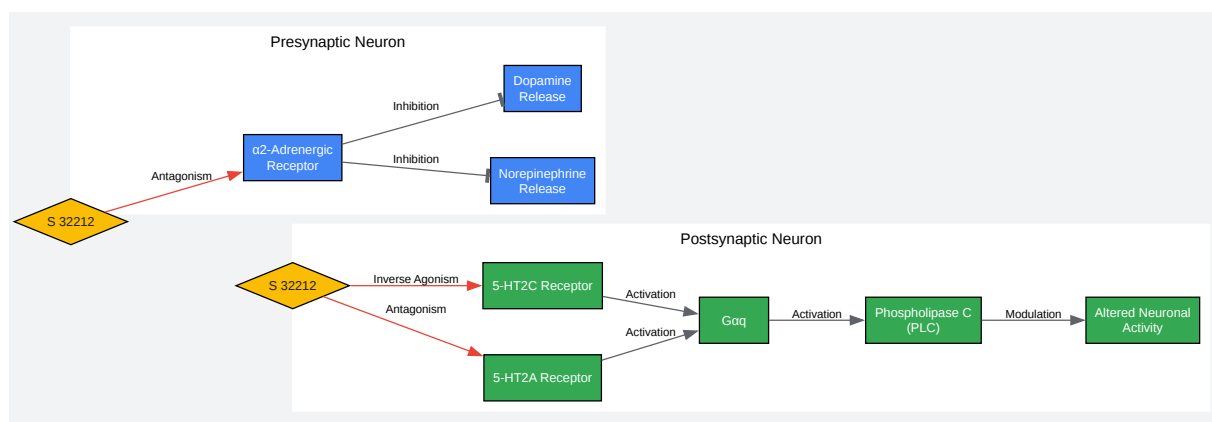 Presynaptic Neuron
Dopamine
Release
Inhibition
α2-Adrenergic
Receptor
Inhibition
Norepinephrine
Release
Antagonism
S 32212
Postsynaptic Neuron
S 32212
Inverse Agonism
5-HT2C Receptor
Antagonism
5-HT2A Receptor
Activation
Activation
Gαq
Activation
Phospholipase C
(PLC)
Modulation
Altered Neuronal
Activity